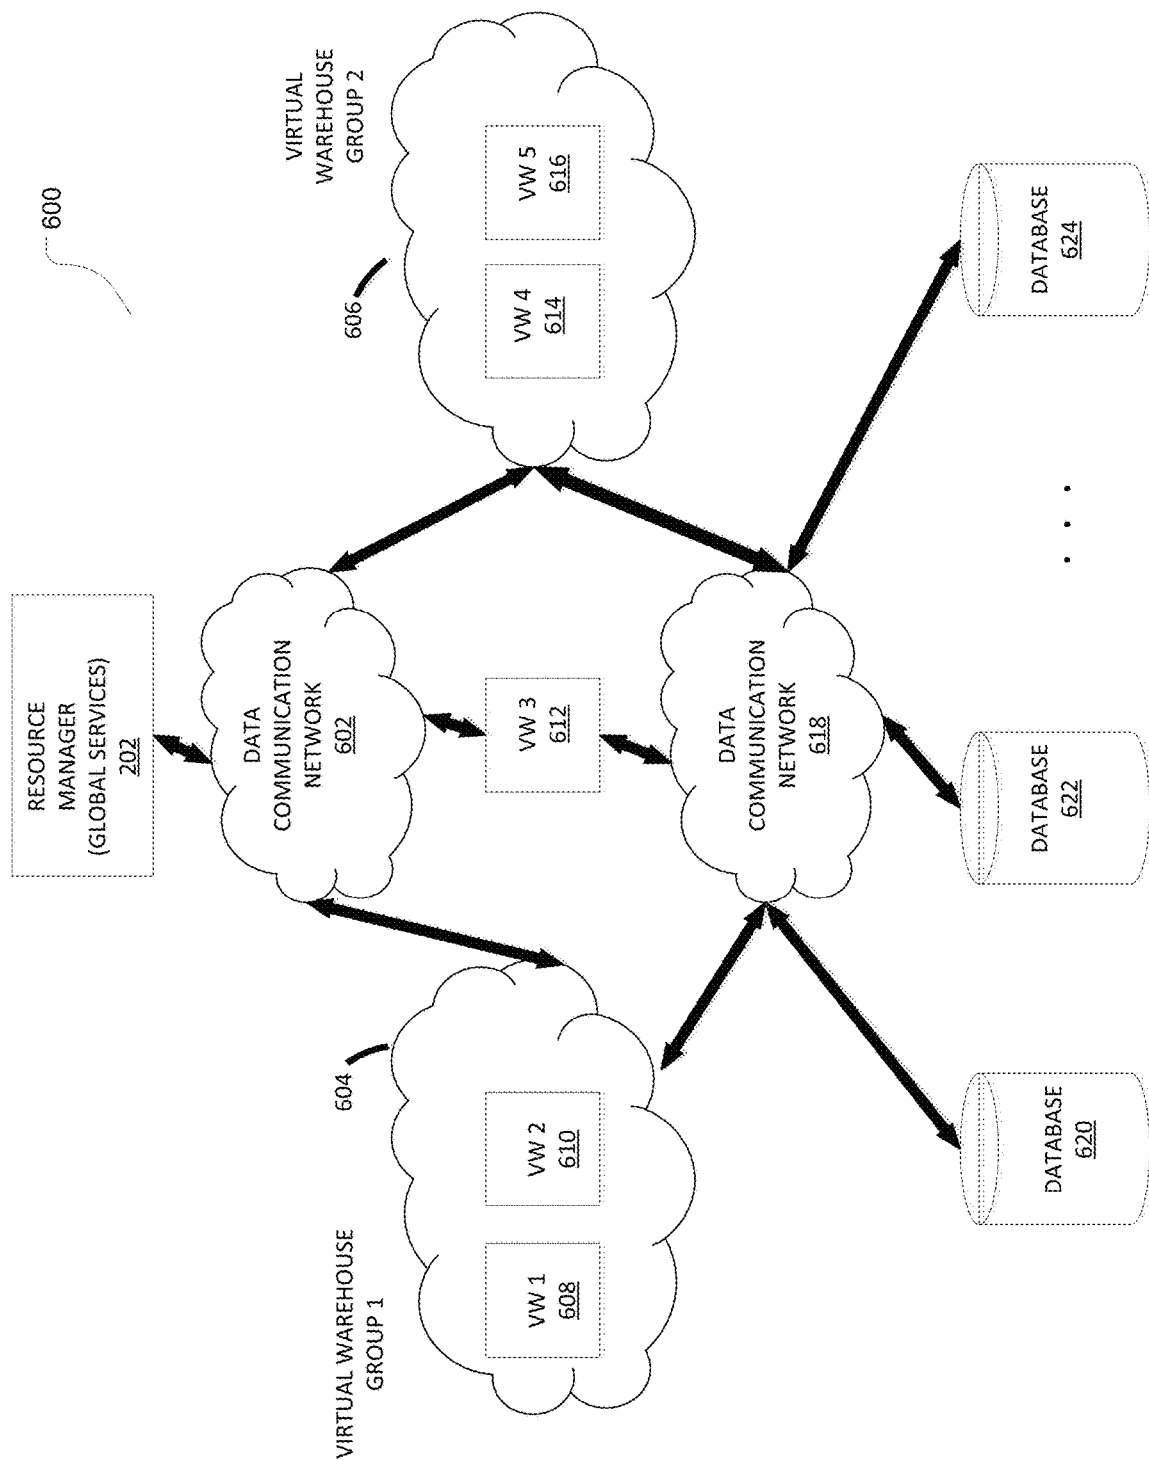 600
RESOURCE
MANAGER
(GLOBAL SERVICES)
202
DATA
COMMUNICATION
NETWORK
602
VIRTUAL WAREHOUSE
GROUP 1
604
VW 1
608
VW 2
610
VW 3
612
VIRTUAL
WAREHOUSE
GROUP 2
606
VW 4
614
VW 5
616
DATA
COMMUNICATION
NETWORK
618
DATABASE
620
DATABASE
622
. . .
DATABASE
624